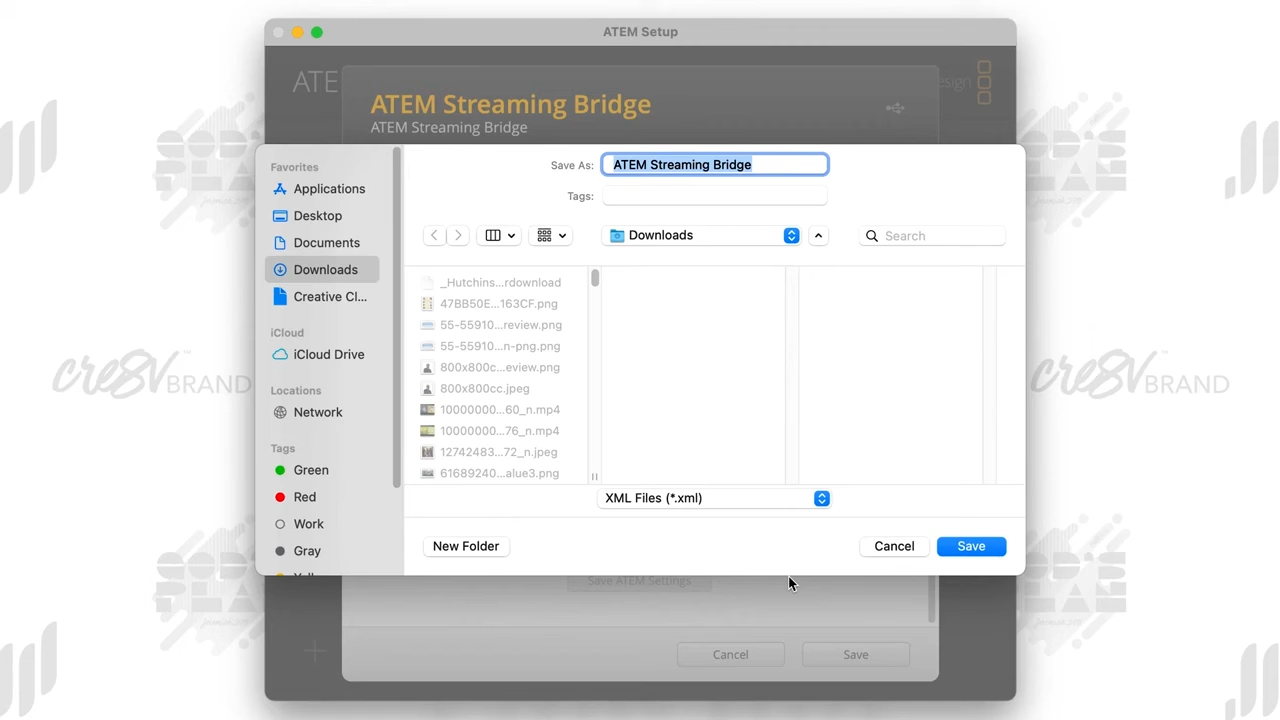 ATEM Setup
ATE
esign
ATEM Streaming Bridge
ATEM Streaming Bridge
Favorites
Applications
Desktop
Documents
Downloads
Creative Cl...
iCloud
iCloud Drive
Locations
Network
Tags
Green
Red
Work
Gray
Save As: ATEM Streaming Bridge
Tags:
Downloads
Search
_Hutchins...rdownload
47BB50E...163CF.png
55-55910...review.png
55-55910...n-png.png
800x800c...eview.png
800x800cc.jpeg
10000000...60_n.mp4
10000000...76_n.mp4
12742483...72_n.jpeg
61689240...alue3.png
XML Files (*.xml)
New Folder
Cancel
Save
Save ATEM Settings
Cancel
Save
cre8v BRAND
cre8v BRAND
GOD'S
PLAN